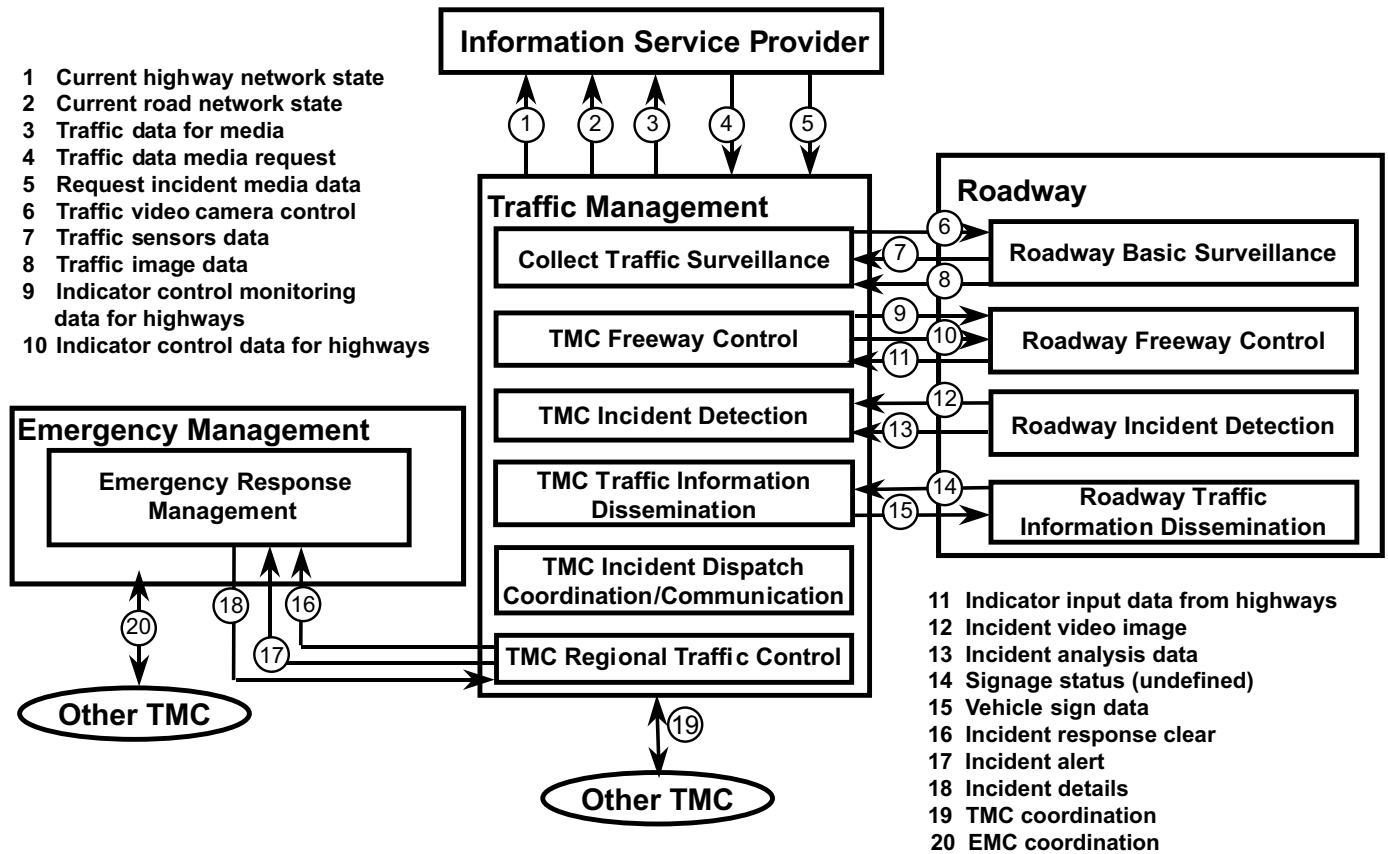 Information Service Provider
1 Current highway network state
2 Current road network state
3 Traffic data for media
4 Traffic data media request
5 Request incident media data
6 Traffic video camera control
7 Traffic sensors data
8 Traffic image data
9 Indicator control monitoring
data for highways
10 Indicator control data for highways
1
2
3
4
5
Traffic Management
Collect Traffic Surveillance
TMC Freeway Control
TMC Incident Detection
TMC Traffic Information
Dissemination
TMC Incident Dispatch
Coordination/Communication
TMC Regional Traffic Control
6
7
8
9
10
11
12
13
14
15
Roadway
Roadway Basic Surveillance
Roadway Freeway Control
Roadway Incident Detection
Roadway Traffic
Information Dissemination
Emergency Management
Emergency Response
Management
18
16
20
17
Other TMC
19
Other TMC
11 Indicator input data from highways
12 Incident video image
13 Incident analysis data
14 Signage status (undefined)
15 Vehicle sign data
16 Incident response clear
17 Incident alert
18 Incident details
19 TMC coordination
20 EMC coordination